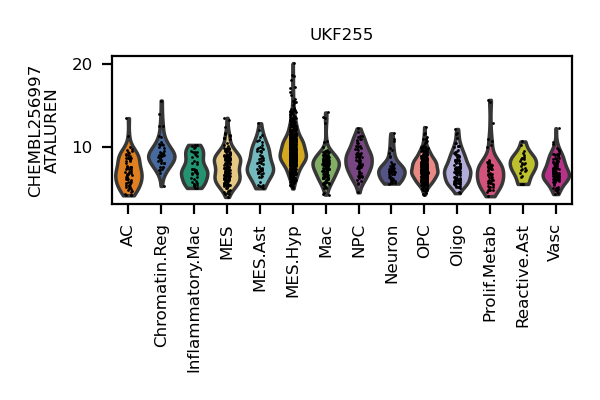 UKF255
CHEMBL256997
ATALUREN
20
10
AC
Chromatin.Reg
Inflammatory.Mac
MES
MES.Ast
MES.Hyp
Mac
NPC
Neuron
OPC
Oligo
Prolif.Metab
Reactive.Ast
Vasc